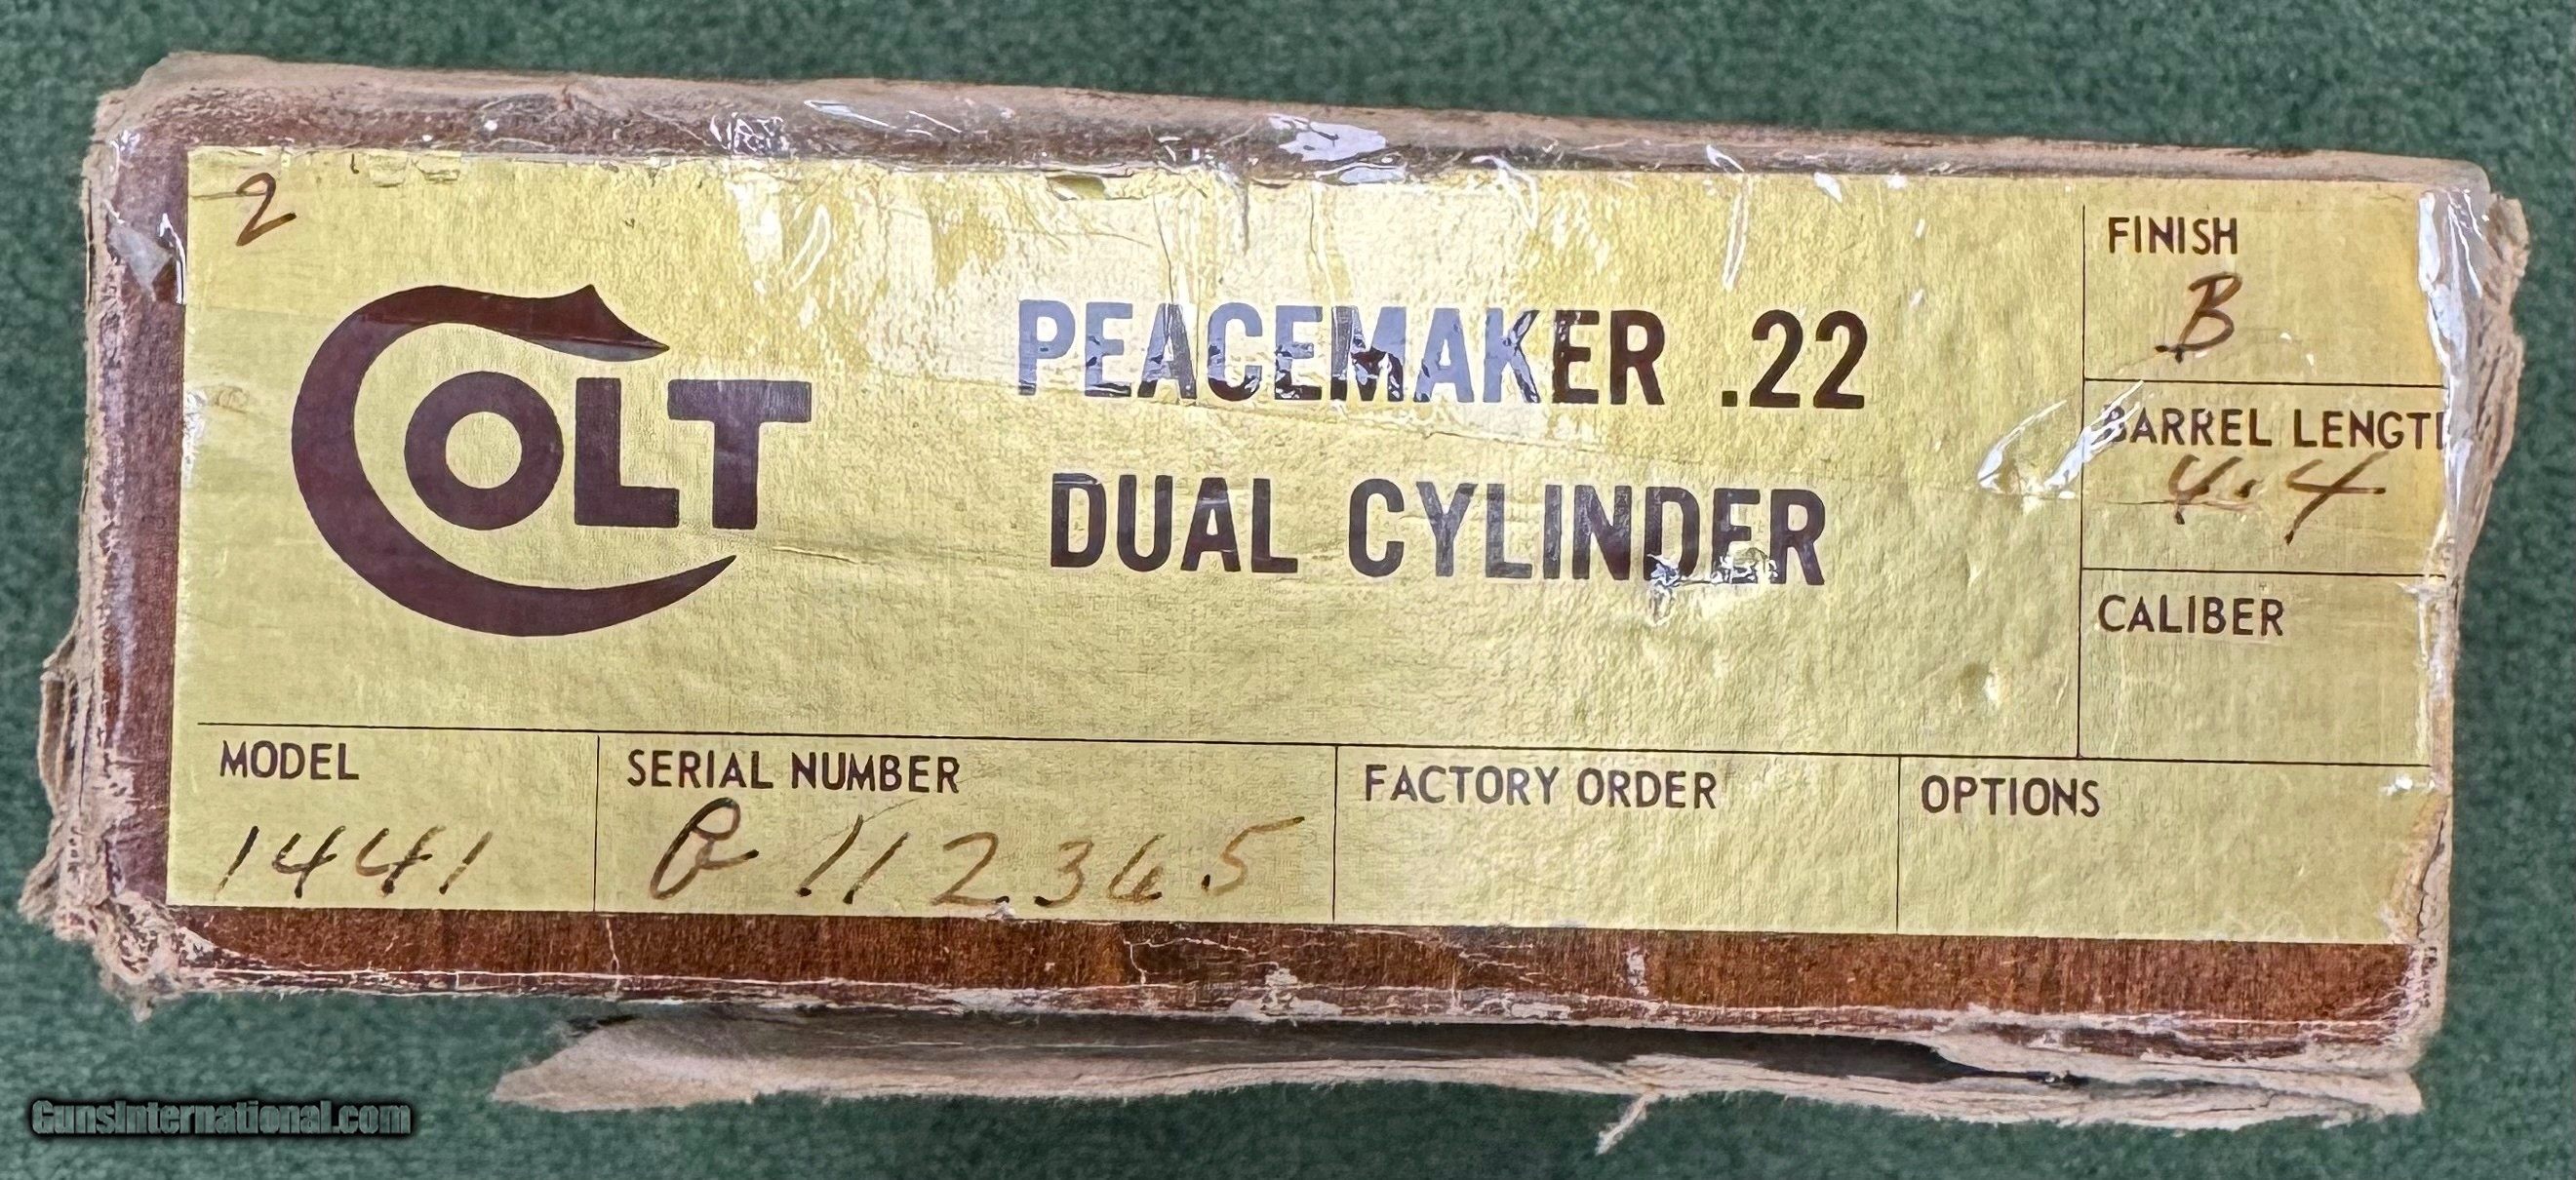 2
COLT
PEACEMAKER .22
DUAL CYLINDER
FINISH
B
BARREL LENGTH
4.4
CALIBER
MODEL
1441
SERIAL NUMBER
G 112365
FACTORY ORDER
OPTIONS
GunsInternational.com